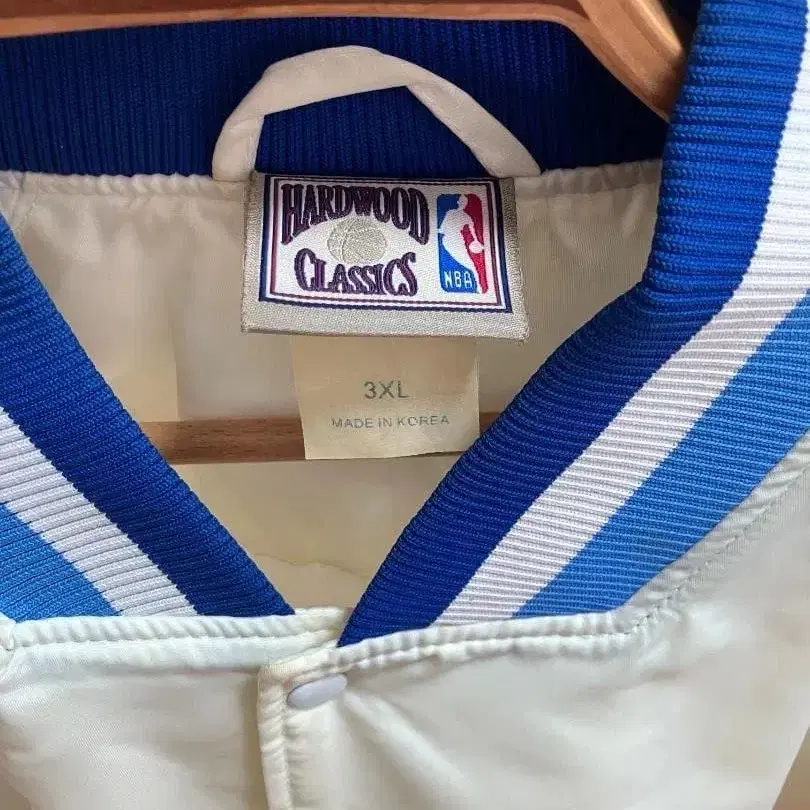 HARDWOOD
CLASSICS
NBA
3XL
MADE IN KOREA